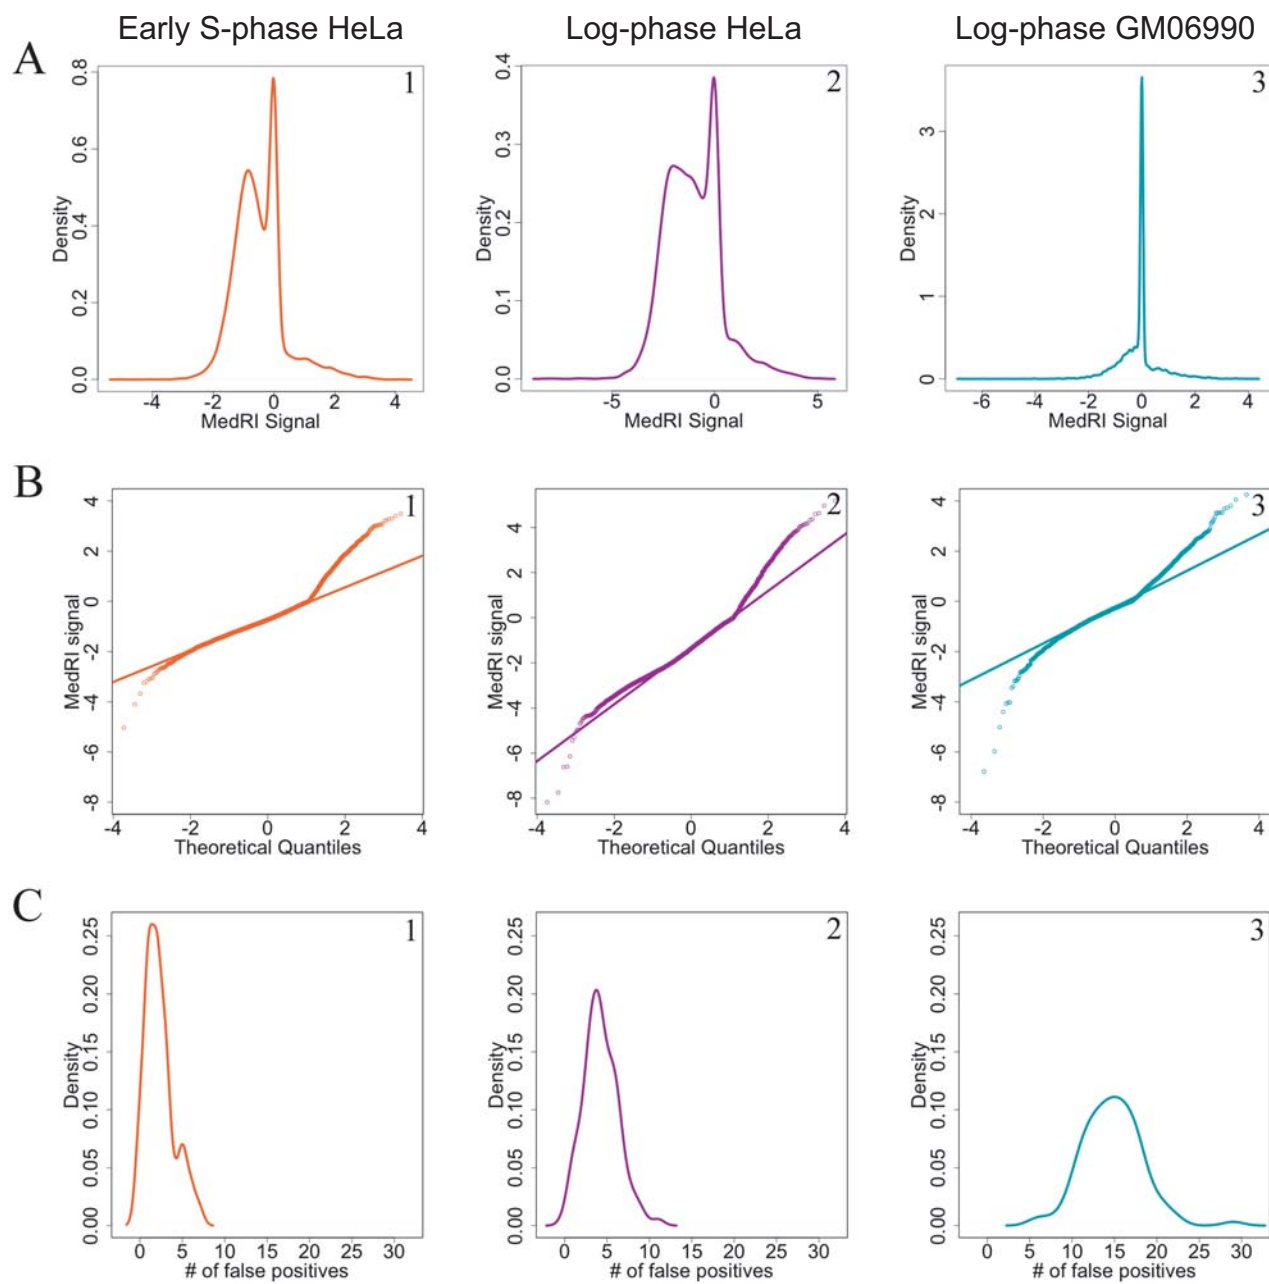 Early S-phase HeLa Log-phase HeLa Log-phase GM06990
A
1 2 3
Density Density Density
0.0 0.2 0.4 0.6 0.8
0.0 0.1 0.2 0.3 0.4
0 1 2 3
-4 -2 0 2 4
-5 0 5
-6 -4 -2 0 2 4
MedRI Signal MedRI Signal MedRI Signal
B
1 2 3
MedRI signal MedRI signal MedRI signal
-8 -6 -4 -2 0 2 4
-8 -6 -4 -2 0 2 4
-8 -6 -4 -2 0 2 4
-4 -2 0 2 4
-4 -2 0 2 4
-4 -2 0 2 4
Theoretical Quantiles Theoretical Quantiles Theoretical Quantiles
C
1 2 3
Density Density Density
0.00 0.05 0.10 0.15 0.20 0.25
0.00 0.05 0.10 0.15 0.20 0.25
0.00 0.05 0.10 0.15 0.20 0.25
0 5 10 15 20 25 30
0 5 10 15 20 25 30
0 5 10 15 20 25 30
# of false positives # of false positives # of false positives